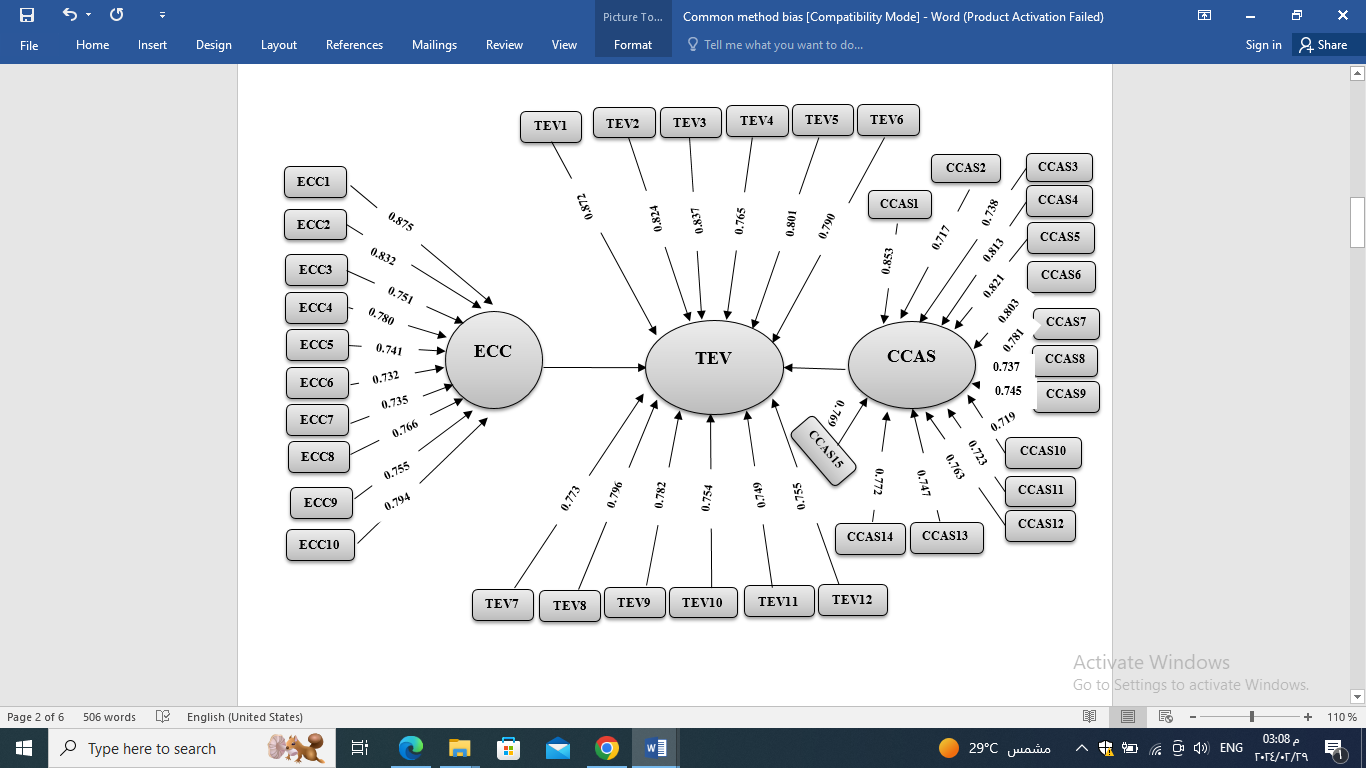 Picture To...
Common method bias [Compatibility Mode] - Word (Product Activation Failed)
File
Home
Insert
Design
Layout
References
Mailings
Review
View
Format
Tell me what you want to do...
Sign in
Share
TEV1
TEV2
TEV3
TEV4
TEV5
TEV6
0.872
0.824
0.837
0.765
0.801
0.790
ECC1
ECC2
ECC3
ECC4
ECC5
ECC6
ECC7
ECC8
ECC9
ECC10
0.875
0.832
0.751
0.780
0.741
0.732
0.735
0.766
0.755
0.794
ECC
TEV
CCAS
CCAS1
CCAS2
CCAS3
CCAS4
CCAS5
CCAS6
CCAS7
CCAS8
CCAS9
CCAS10
CCAS11
CCAS12
CCAS13
CCAS14
CCAS15
0.853
0.717
0.738
0.813
0.821
0.803
0.781
0.737
0.745
0.719
0.723
0.763
0.747
0.772
0.769
0.773
0.796
0.782
0.754
0.749
0.755
TEV7
TEV8
TEV9
TEV10
TEV11
TEV12
Activate Windows
Go to Settings to activate Windows.
Page 2 of 6
506 words
English (United States)
110 %
Type here to search
29°C مشمس
ENG
03:08 م
٢٠٢٤/٠٢/٢٩